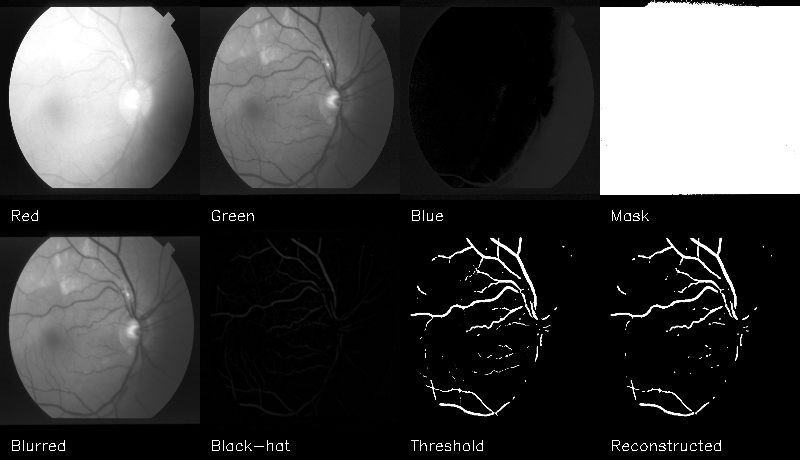 Red
Green
Blue
Mask
Blurred
Black-hat
Threshold
Reconstructed